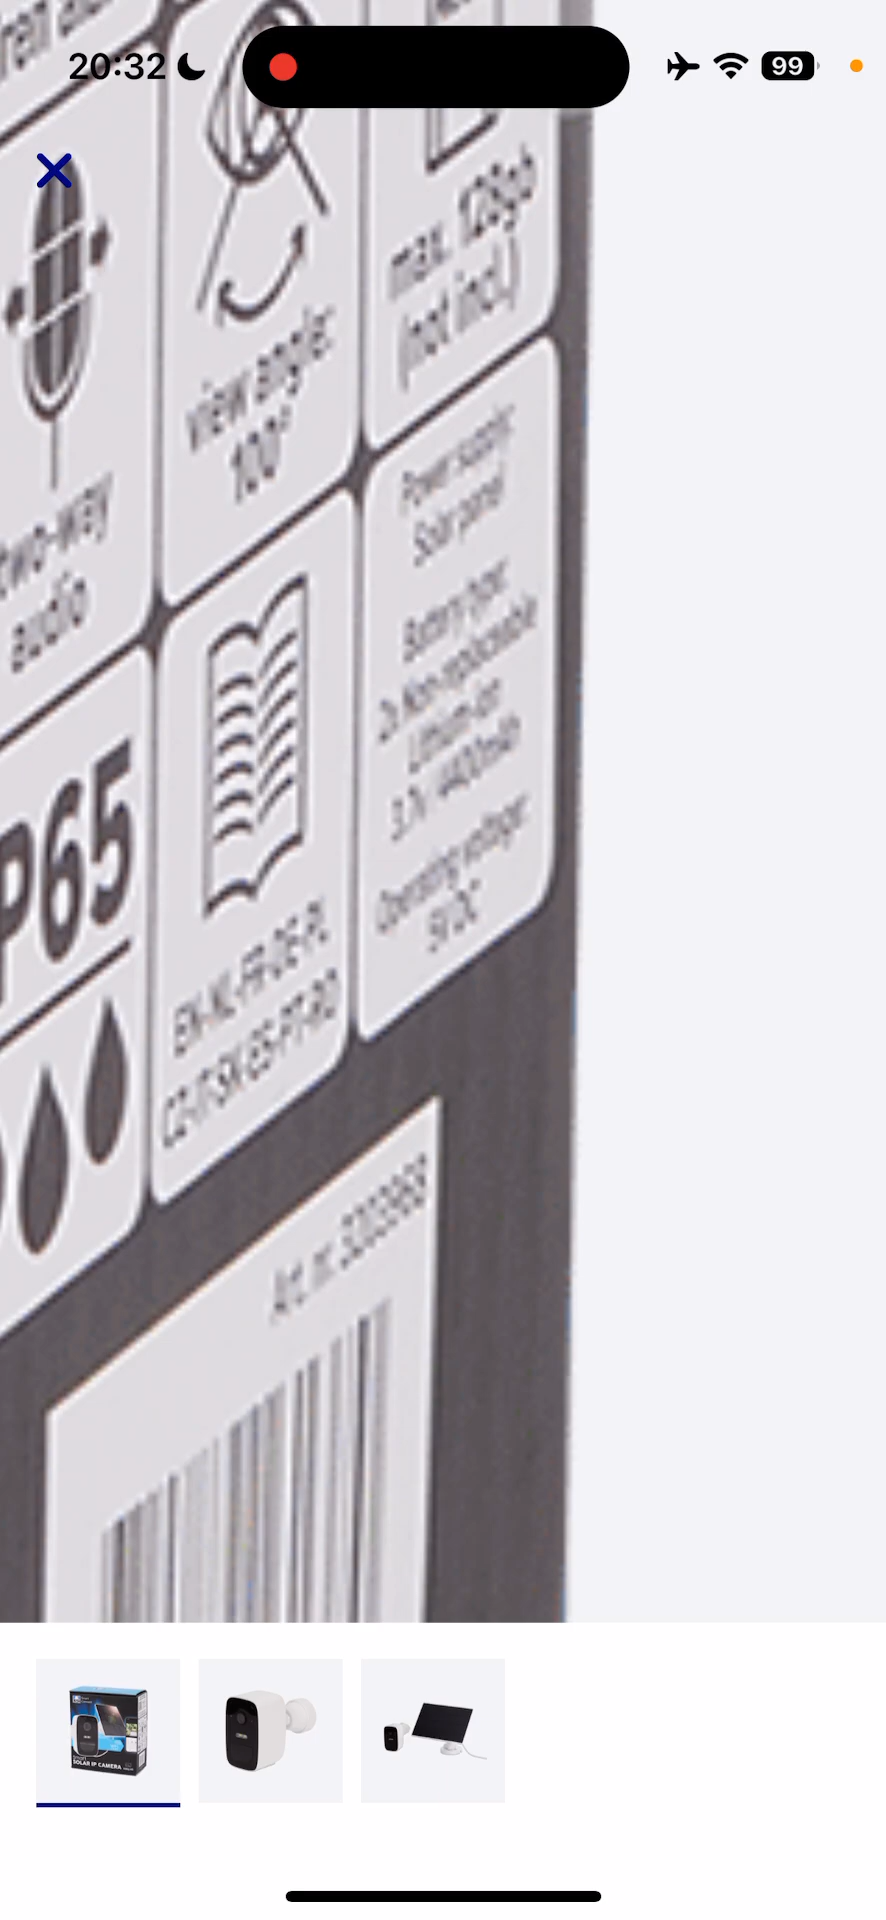 20:32
99
max. 128gb
(not incl.)
view angle:
100°
two-way
audio
Power supply:
Solar panel
Battery type:
2x Non-replaceable
Lithium-ion
3.7V 4400mAh
Operating voltage:
5V DC
P65
EN-NL-FR-DE-PL
CZ-IT-SK-ES-PT-RO
Art. nr. 3203968
SOLAR IP CAMERA